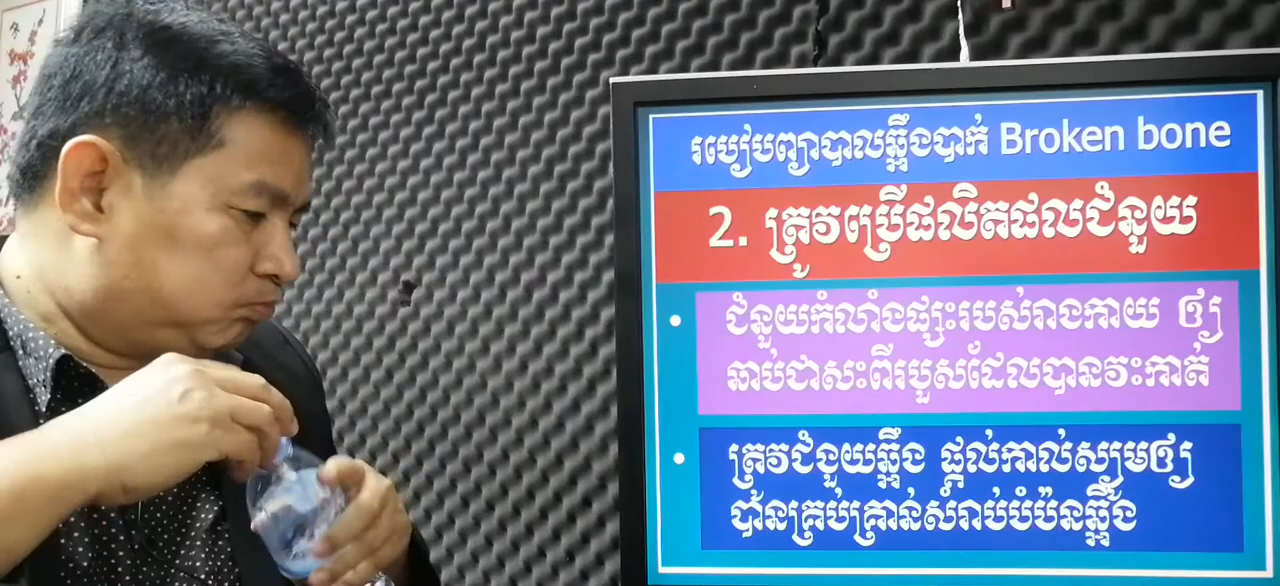 របៀបព្យាបាលឆ្អឹងបាក់ Broken bone
2. ត្រូវប្រើផលិតផលជំនួយ
ជំនួយកំលាំងផ្សះរបស់រាងកាយ ឲ្យ
ឆាប់ជាសះពីរបួសដែលបានវះកាត់
ត្រូវជំងួយឆ្អឹង ផ្តល់កាល់ស្យូមឲ្យ
បានគ្រប់គ្រាន់សំរាប់បំប៉នឆ្អឹង